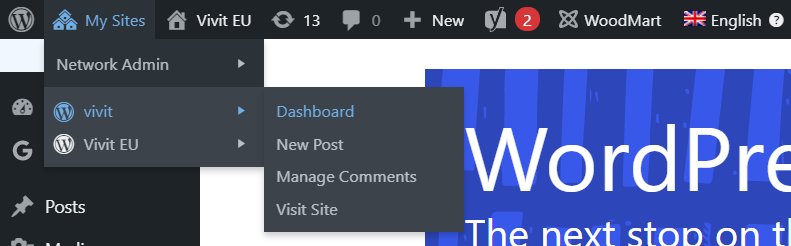 My Sites Vivit EU 13 0 + New 2 WoodMart English ?
Network Admin
vivit
Vivit EU
Dashboard
New Post
Manage Comments
Visit Site
Posts
WordPre
The next stop on t